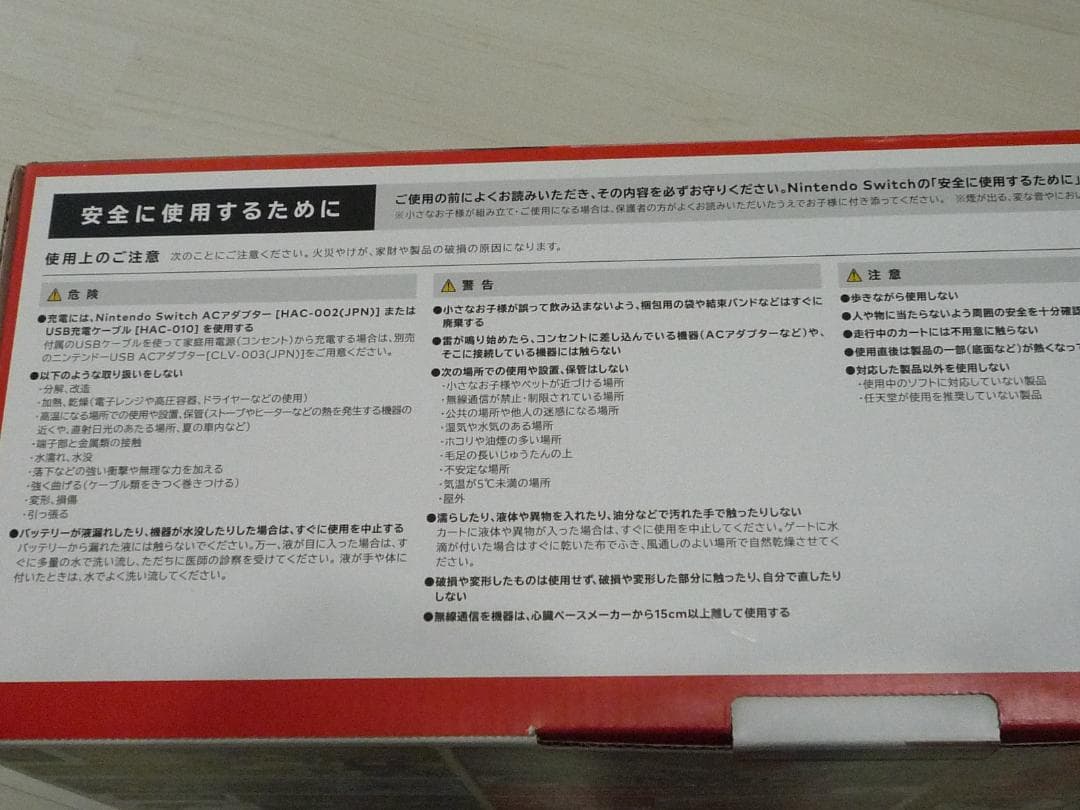 安全に使用するために
ご使用の前によくお読みいただき、その内容を必ずお守りください。Nintendo Switchの「安全に使用するために」
※小さなお子様が組み立て・ご使用になる場合は、保護者の方がよくお読みいただいたうえでお子様に付き添ってください。 ※煙が出る、変な音やにおい
使用上のご注意 次のことにご注意ください。火災やけが、家財や製品の破損の原因になります。
危険
●充電には、Nintendo Switch ACアダプター [HAC-002(JPN)] または
USB充電ケーブル [HAC-010] を使用する
付属のUSBケーブルを使って家庭用電源(コンセント)から充電する場合は、別売
のニンテンドーUSB ACアダプター[CLV-003(JPN)]をご用意ください。
●以下のような取り扱いをしない
・分解、改造
・加熱、乾燥(電子レンジや高圧容器、ドライヤーなどの使用)
・高温になる場所での使用や設置、保管(ストーブやヒーターなどの熱を発生する機器の
近くや、直射日光のあたる場所、夏の車内など)
・端子部と金属類の接触
・水濡れ、水没
・落下などの強い衝撃や無理な力を加える
・強く曲げる(ケーブル類をきつく巻きつける)
・変形、損傷
・引っ張る
●バッテリーが液漏れしたり、機器が水没したりした場合は、すぐに使用を中止する
バッテリーから漏れた液には触らないでください。万一、液が目に入った場合は、す
ぐに多量の水で洗い流し、ただちに医師の診察を受けてください。液が手や体に
付いたときは、水でよく洗い流してください。
警告
●小さなお子様が誤って飲み込まないよう、梱包用の袋や結束バンドなどはすぐに
廃棄する
●雷が鳴り始めたら、コンセントに差し込んでいる機器(ACアダプターなど)や、
そこに接続している機器には触らない
●次の場所での使用や設置、保管はしない
・小さなお子様やペットが近づける場所
・無線通信が禁止・制限されている場所
・公共の場所や他人の迷惑になる場所
・湿気や水気のある場所
・ホコリや油煙の多い場所
・毛足の長いじゅうたんの上
・不安定な場所
・気温が5℃未満の場所
・屋外
●濡らしたり、液体や異物を入れたり、油分などで汚れた手で触ったりしない
カートに液体や異物が入った場合は、すぐに使用を中止してください。ゲートに水
滴が付いた場合はすぐに乾いた布でふき、風通しのよい場所で自然乾燥させてく
ださい。
●破損や変形したものは使用せず、破損や変形した部分に触ったり、自分で直したり
しない
●無線通信を機器は、心臓ペースメーカーから15cm以上離して使用する
注意
●歩きながら使用しない
●人や物に当たらないよう周囲の安全を十分確認
●走行中のカートには不用意に触らない
●使用直後は製品の一部(底面など)が熱くなって
●対応した製品以外を使用しない
・使用中のソフトに対応していない製品
・任天堂が使用を推奨していない製品